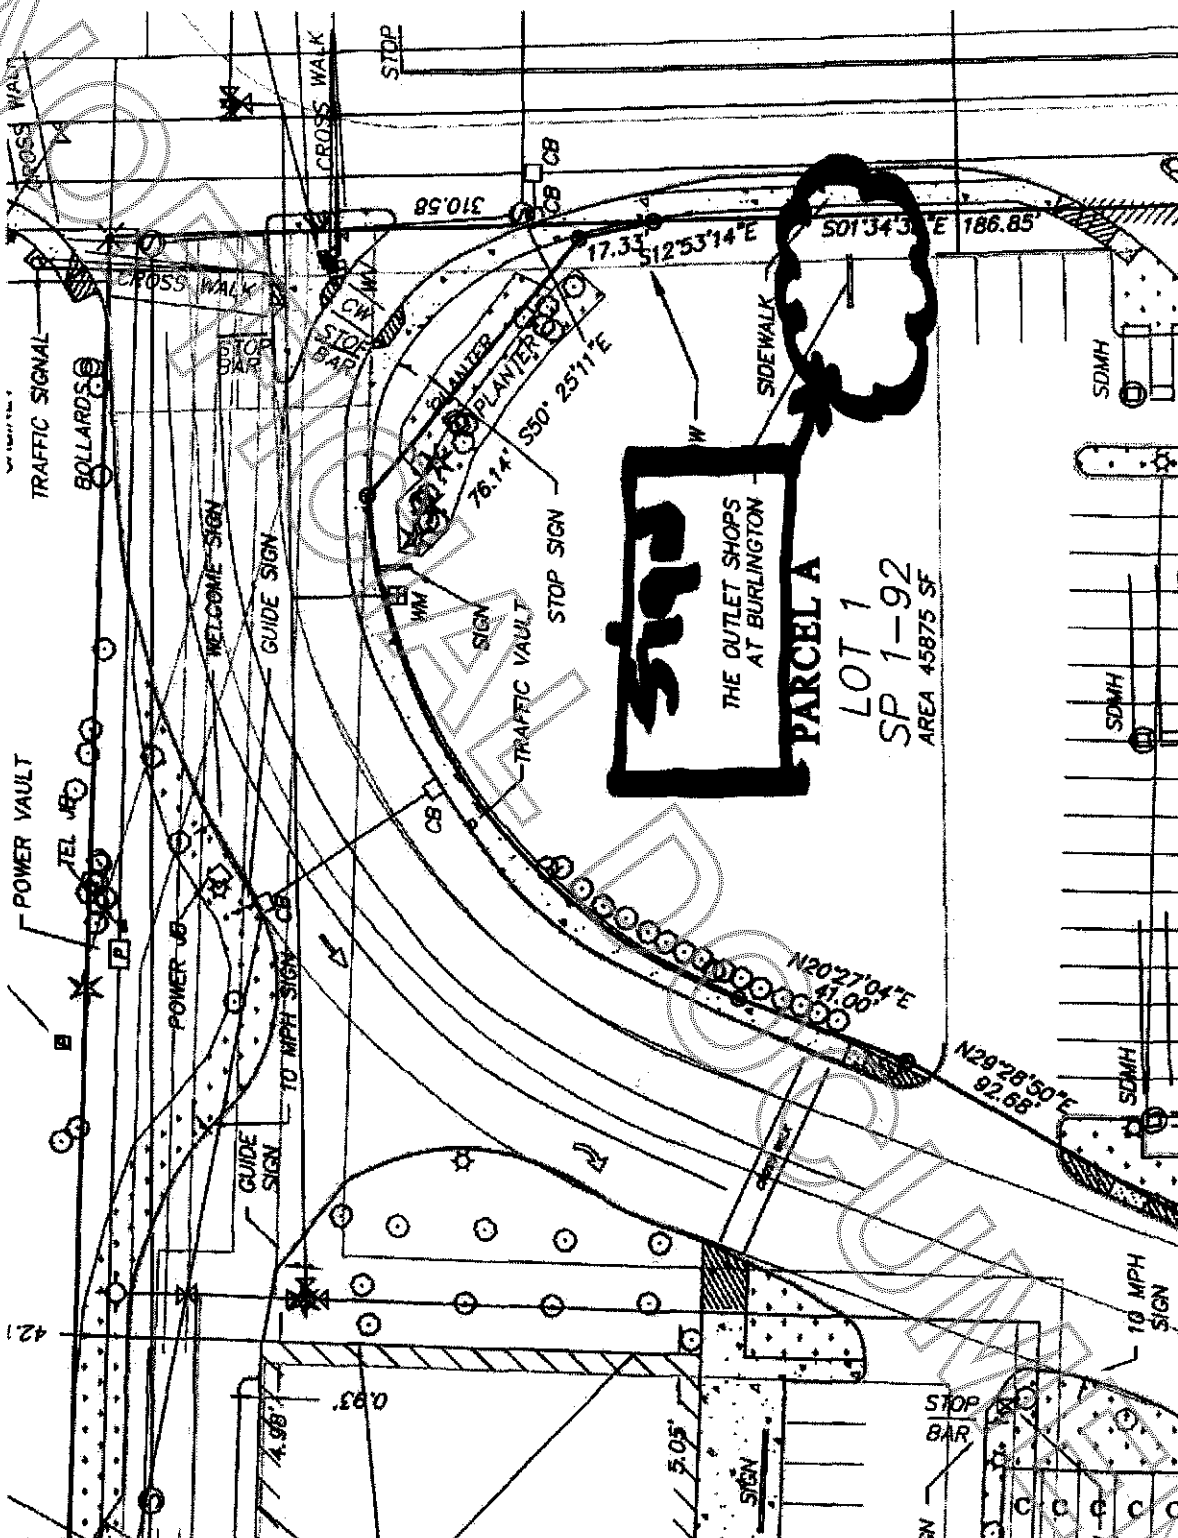 CROSS WALK
STOP
CROSS WALK
CB
CB
310.58
17.33'
S12°53'14"E
186.85'
CROSS WALK
CW
STOP
BAR
STOP
BAR
TRAFFIC SIGNAL
BOLLARDS
PLANTER
PLANTER
76.14' S50° 25'11"E
SIDEWALK
SDMH
W
WELCOME SIGN
GUIDE SIGN
WM
SIGN
STOP SIGN
TRAFFIC VAULT
site
THE OUTLET SHOPS
AT BURLINGTON
PARCEL A
LOT 1
SP 1-92
AREA 45875 SF
SDMH
POWER VAULT
TEL JB
CB
CB
P
POWER JB
10 MPH SIGN
N20°27'04"E
41.00'
N29°28'50"E
92.68'
SDMH
GUIDE
SIGN
CROSS WALK
10 MPH
SIGN
0.93'
4.98'
5.05'
SIGN
STOP
BAR
C C C C C
UNOFFICIAL DOCUMENT